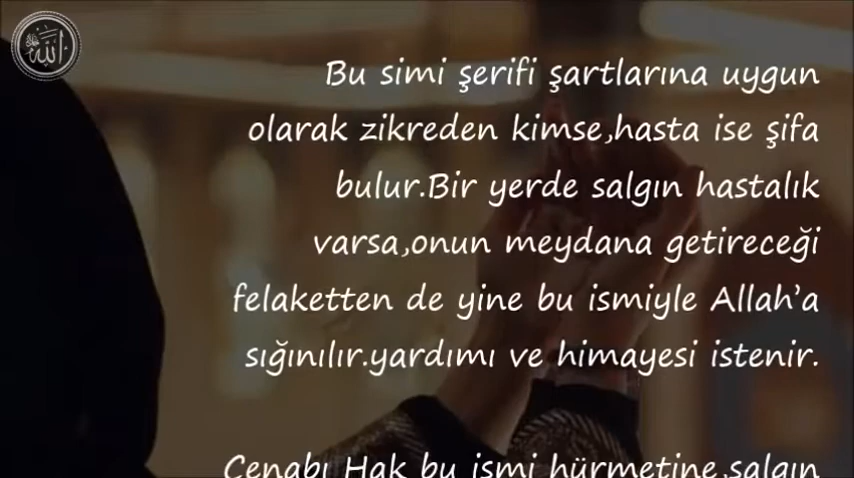 الله
Bu simi şerifi şartlarına uygun
olarak zikreden kimse,hasta ise şifa
bulur.Bir yerde salgın hastalık
varsa,onun meydana getireceği
felaketten de yine bu ismiyle Allah'a
sığınılır.yardımı ve himayesi istenir.
Cenabı Hak bu ismi hürmetine,salgın